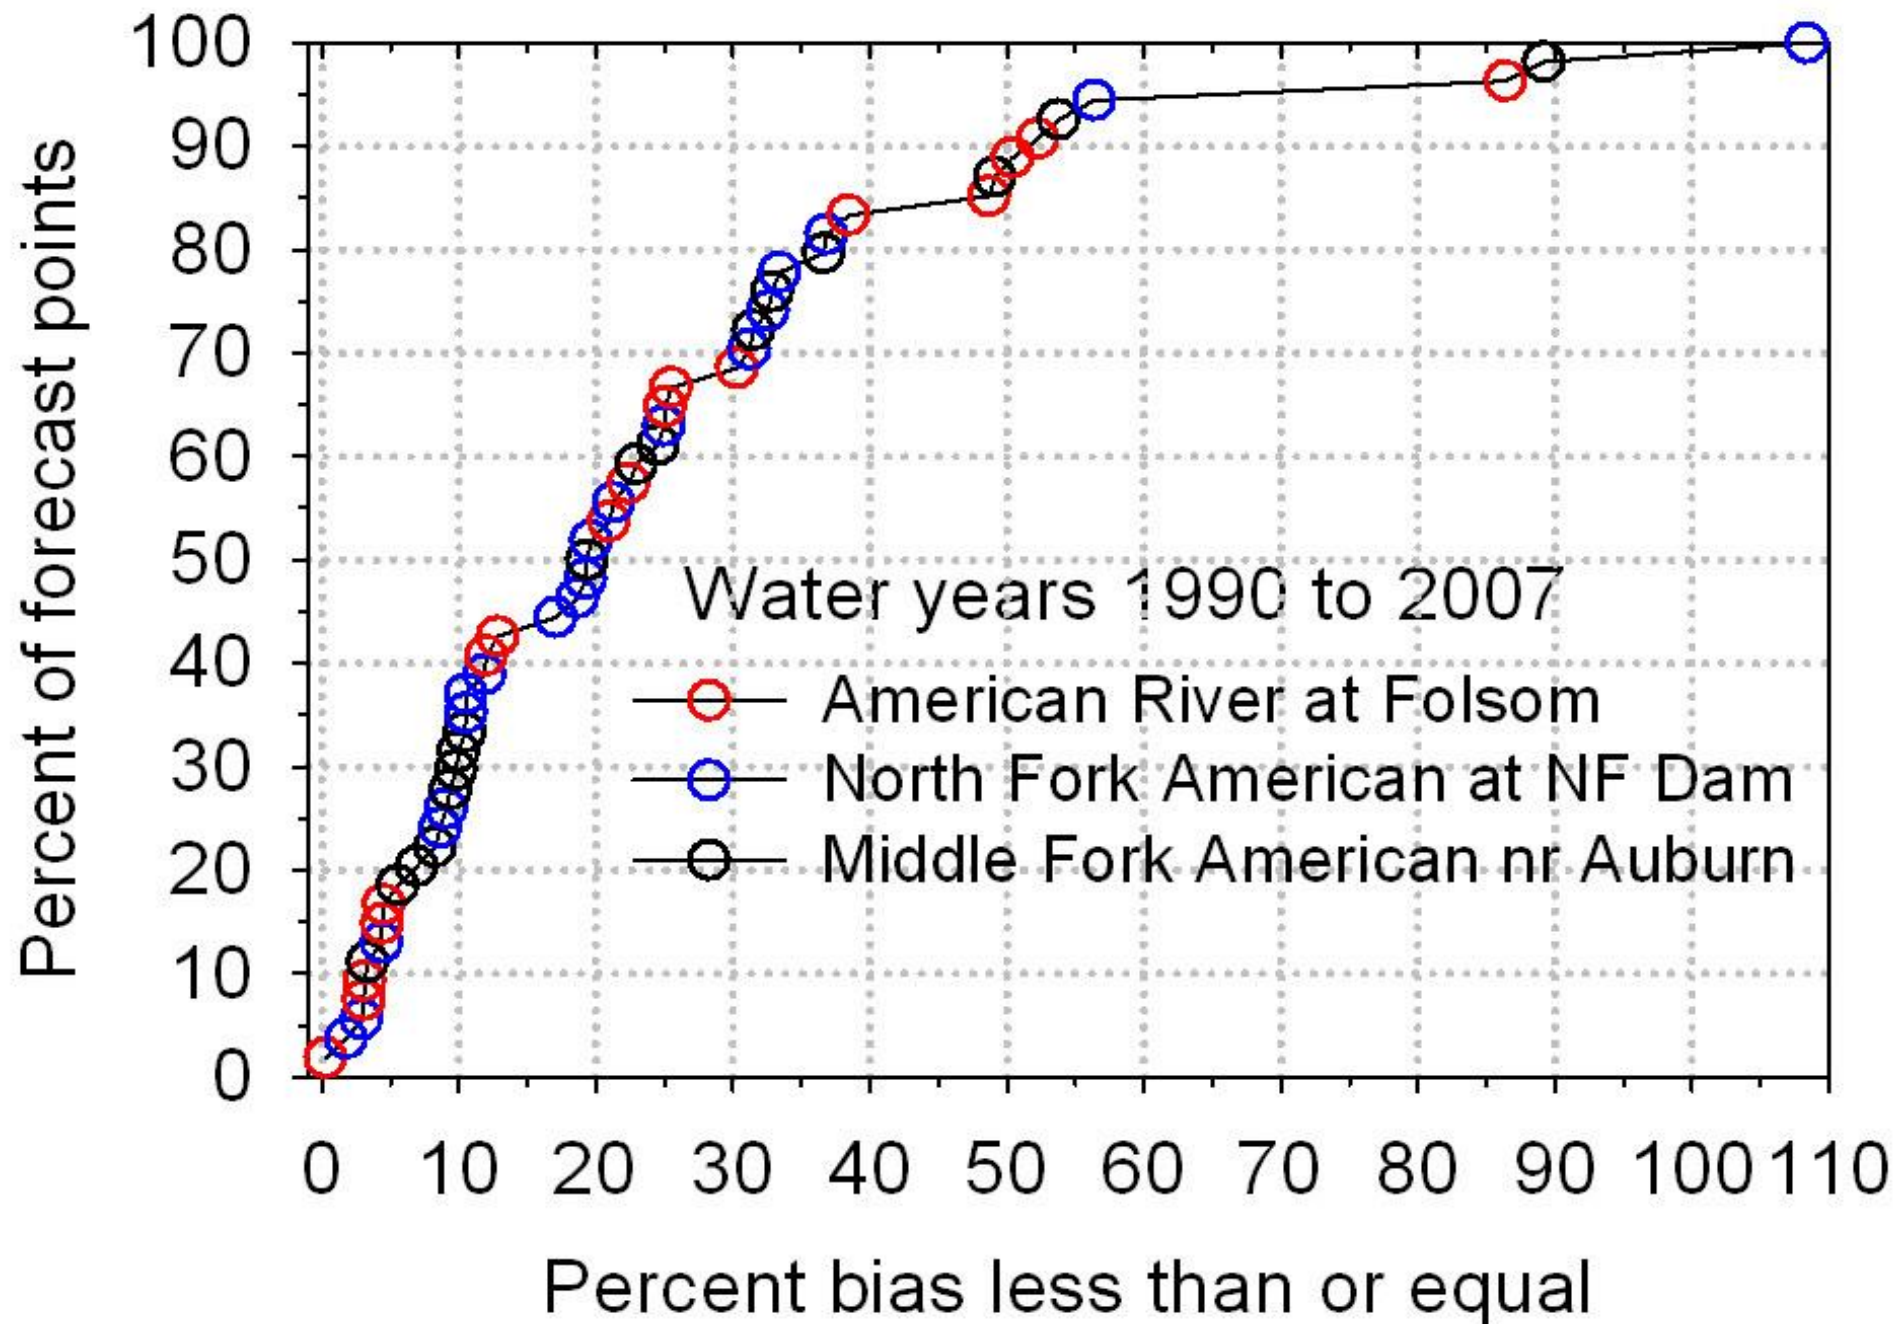 100
90
80
70
60
50
40
30
20
10
0
Percent of forecast points
Water years 1990 to 2007
American River at Folsom
North Fork American at NF Dam
Middle Fork American nr Auburn
0 10 20 30 40 50 60 70 80 90 100 110
Percent bias less than or equal